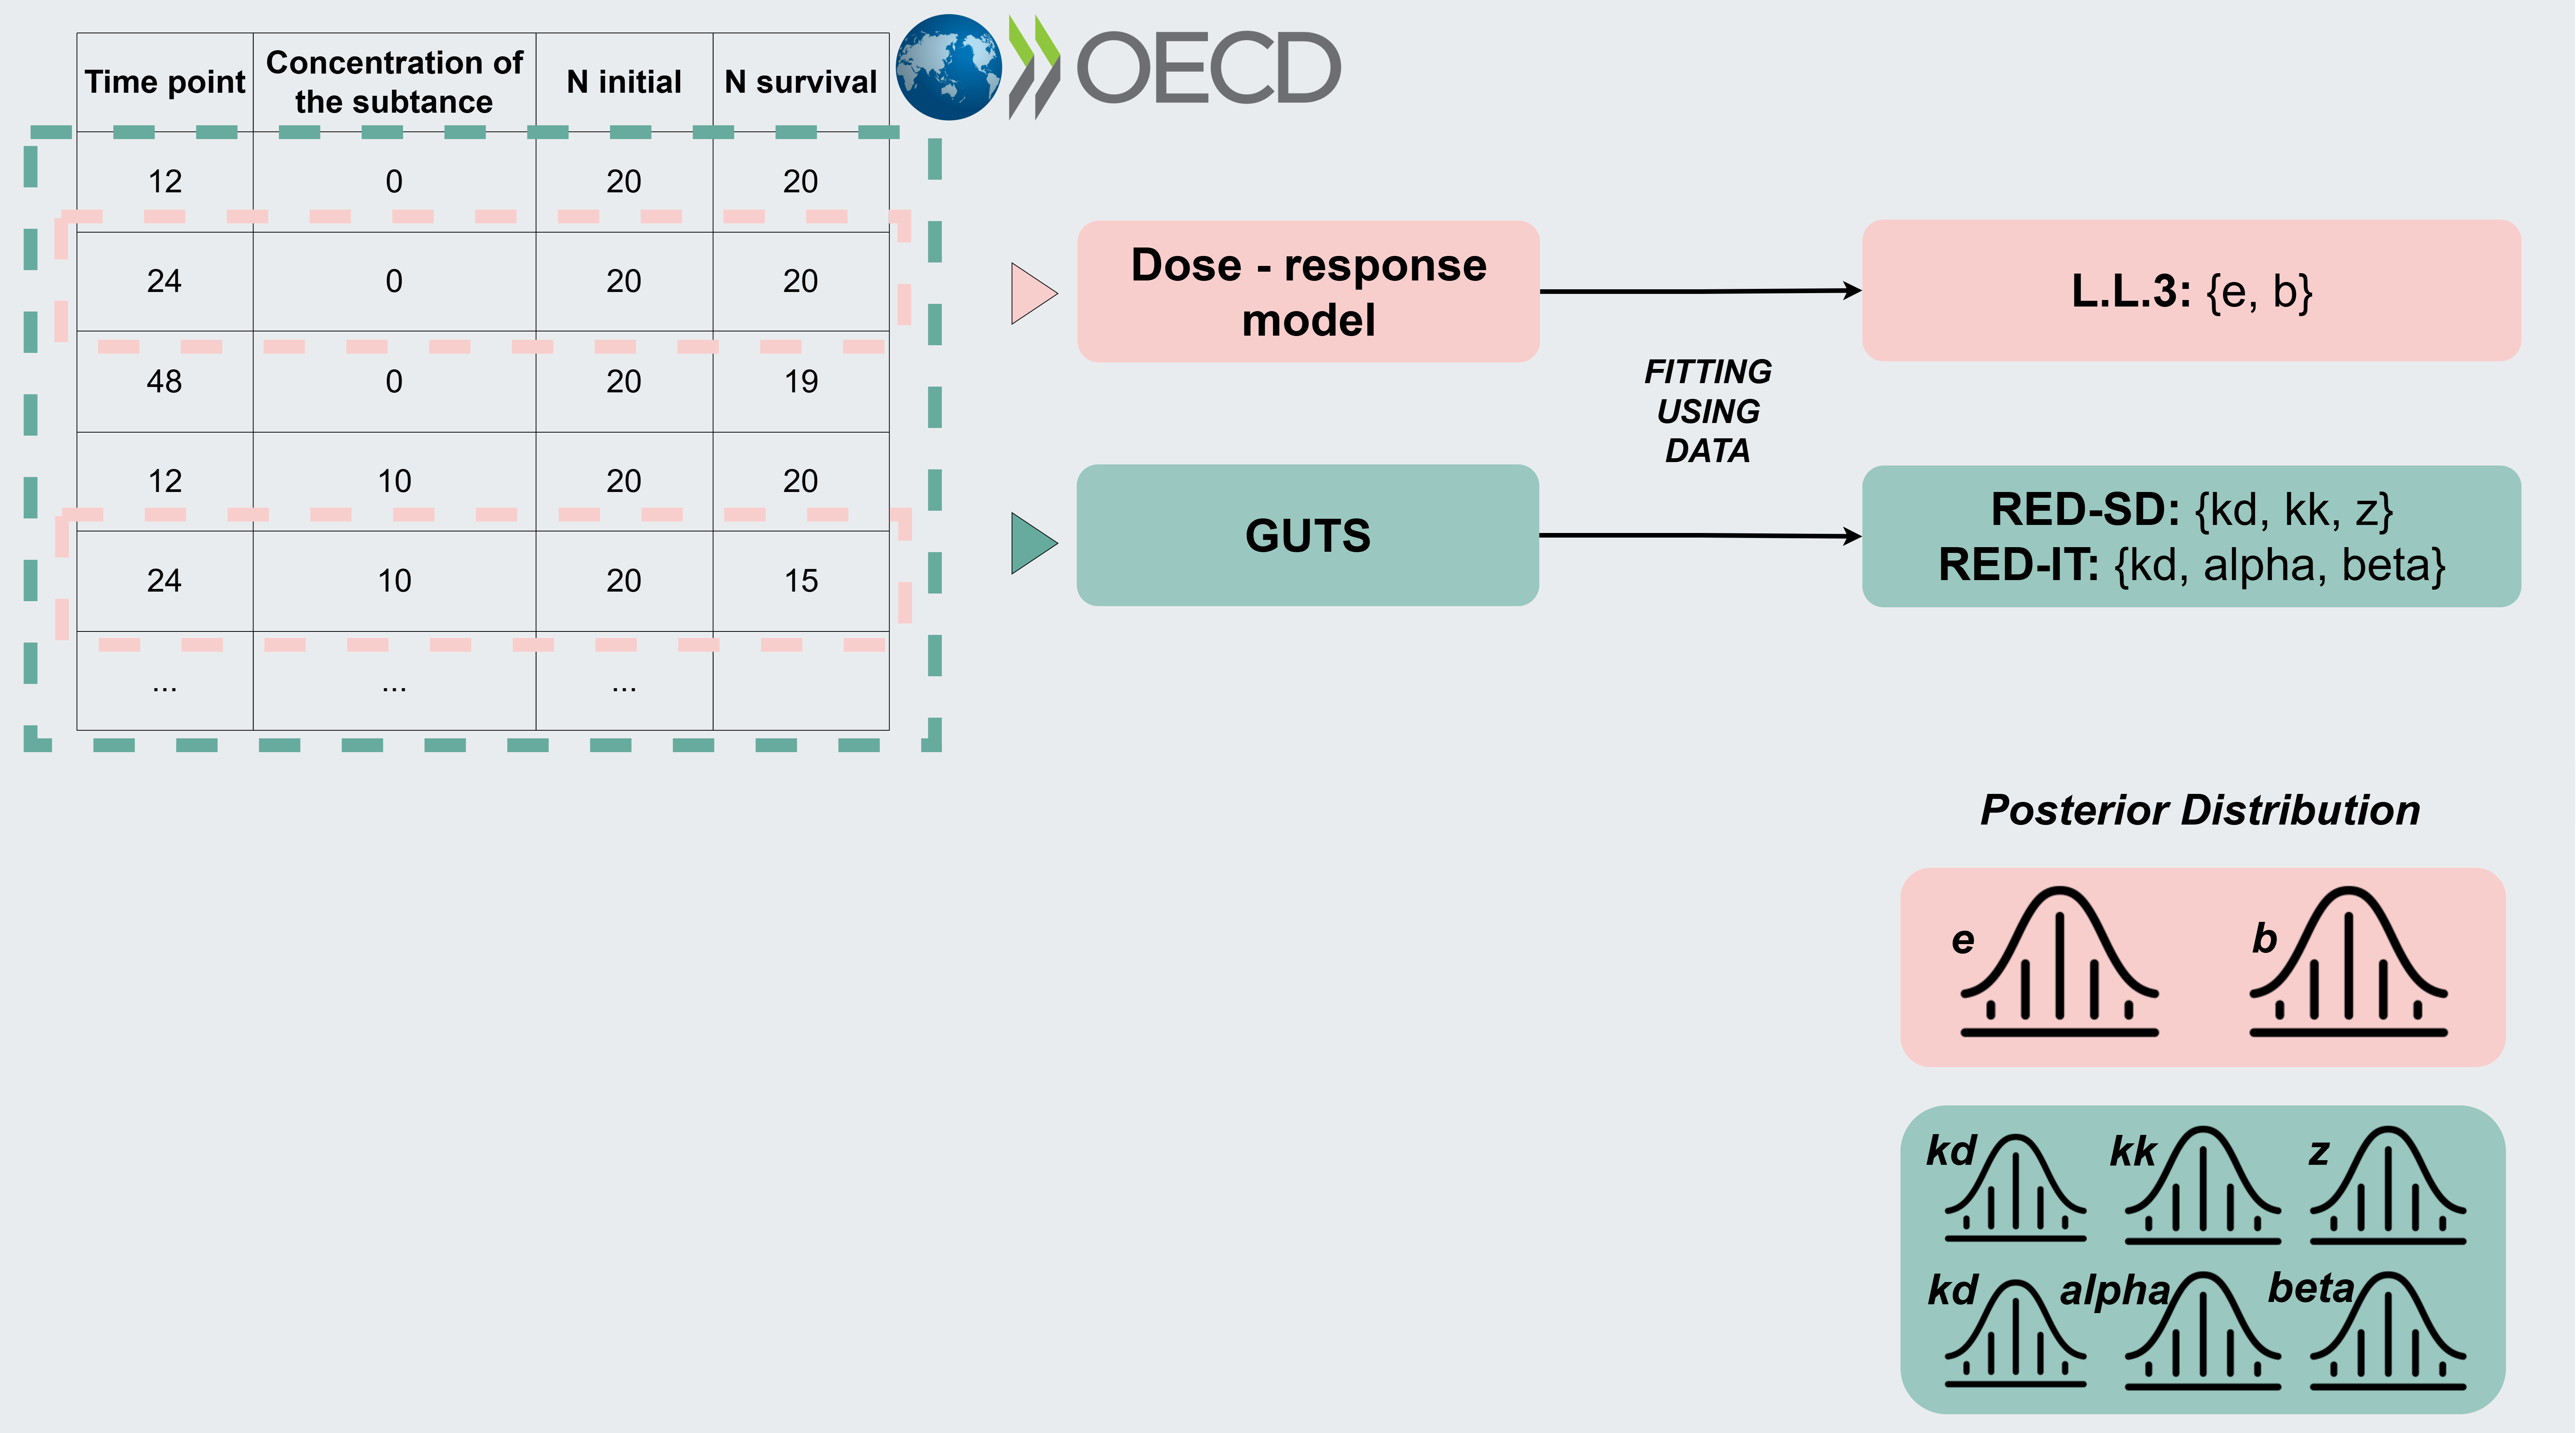 Time point Concentration of the subtance N initial N survival
12 0 20 20
24 0 20 20
48 0 20 19
12 10 20 20
24 10 20 15
... ... ...
OECD
Dose - response
model
L.L.3: {e, b}
FITTING
USING
DATA
GUTS
RED-SD: {kd, kk, z}
RED-IT: {kd, alpha, beta}
Posterior Distribution
e b
kd kk z
kd alpha beta